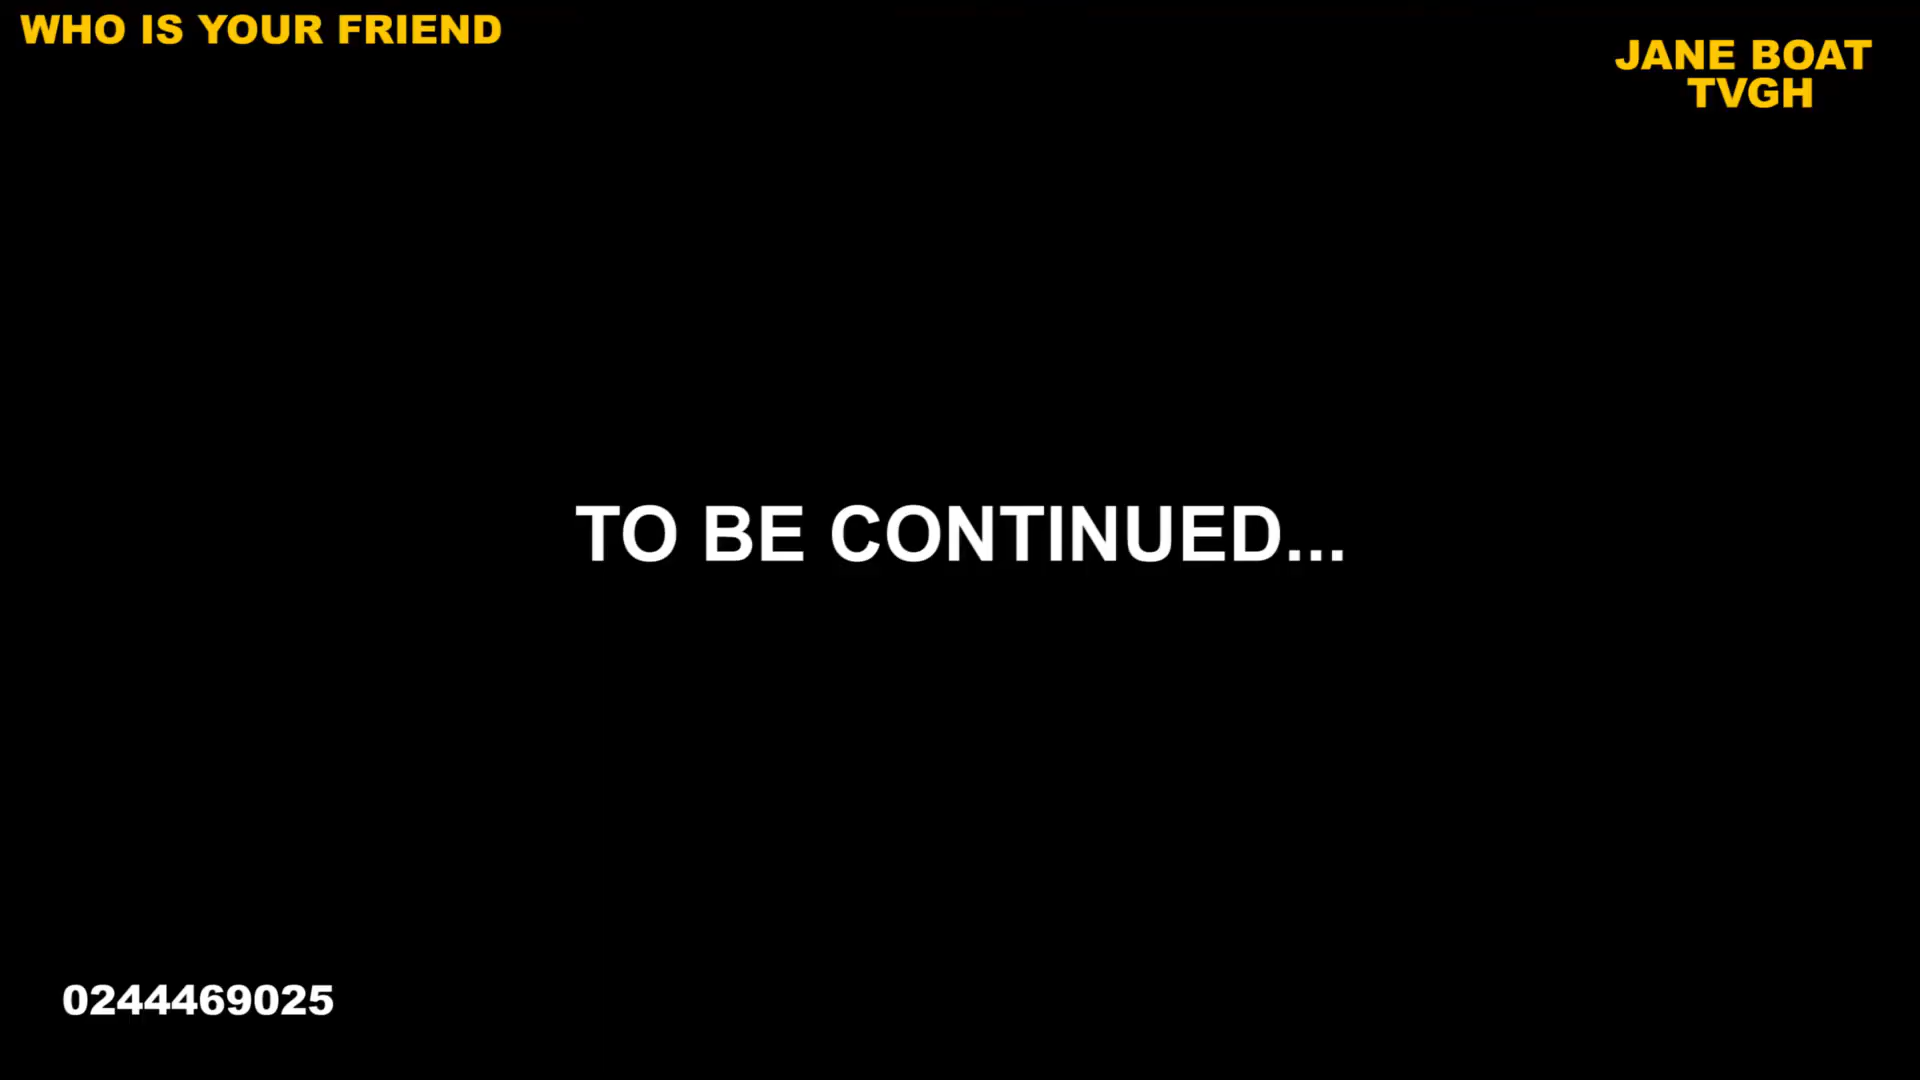 WHO IS YOUR FRIEND
JANE BOAT
TVGH
TO BE CONTINUED...
0244469025